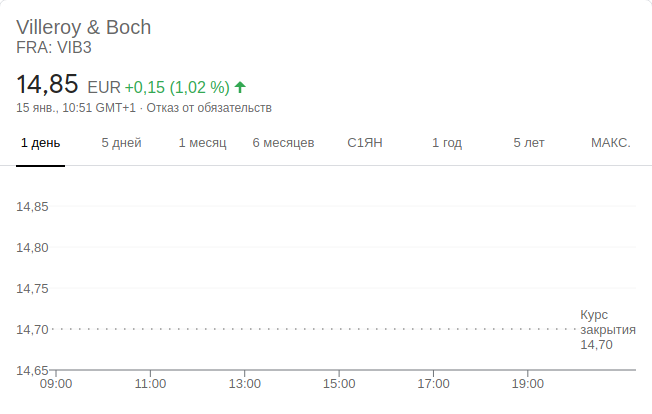 Villeroy & Boch
FRA: VIB3
14,85 EUR +0,15 (1,02 %)
15 янв., 10:51 GMT+1 · Отказ от обязательств
1 день 5 дней 1 месяц 6 месяцев С1ЯН 1 год 5 лет МАКС.
14,85
14,80
14,75
Курс
14,70 закрытия
14,70
14,65
09:00 11:00 13:00 15:00 17:00 19:00